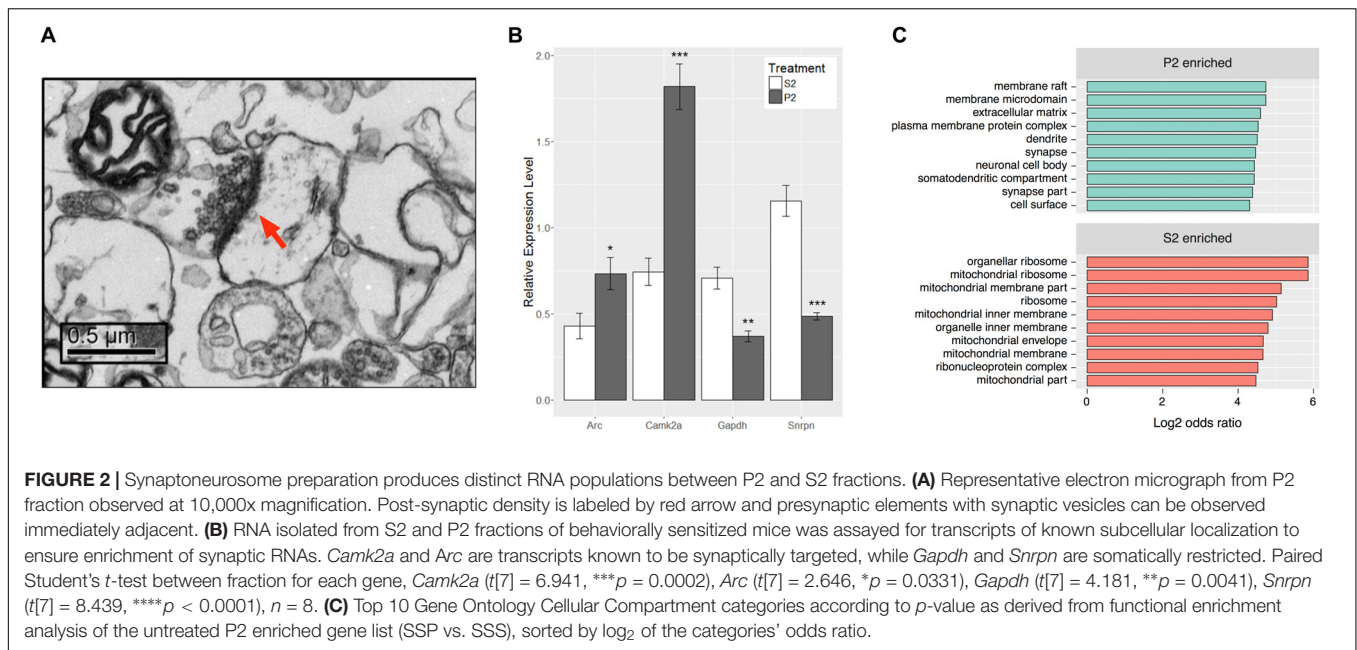 A
0.5 µm
B
Relative Expression Level
2.0
1.5
1.0
0.5
0.0
Treatment
S2
P2
*
***
**
***
Arc
Camk2a
Gapdh
Snrpn
C
P2 enriched
membrane raft
membrane microdomain
extracellular matrix
plasma membrane protein complex
dendrite
synapse
neuronal cell body
somatodendritic compartment
synapse part
cell surface
S2 enriched
organellar ribosome
mitochondrial ribosome
mitochondrial membrane part
ribosome
mitochondrial inner membrane
organelle inner membrane
mitochondrial envelope
mitochondrial membrane
ribonucleoprotein complex
mitochondrial part
0 2 4 6
Log2 odds ratio
FIGURE 2 | Synaptoneurosome preparation produces distinct RNA populations between P2 and S2 fractions. (A) Representative electron micrograph from P2
fraction observed at 10,000x magnification. Post-synaptic density is labeled by red arrow and presynaptic elements with synaptic vesicles can be observed
immediately adjacent. (B) RNA isolated from S2 and P2 fractions of behaviorally sensitized mice was assayed for transcripts of known subcellular localization to
ensure enrichment of synaptic RNAs. Camk2a and Arc are transcripts known to be synaptically targeted, while Gapdh and Snrpn are somatically restricted. Paired
Student's t-test between fraction for each gene, Camk2a (t[7] = 6.941, ***p = 0.0002), Arc (t[7] = 2.646, *p = 0.0331), Gapdh (t[7] = 4.181, **p = 0.0041), Snrpn
(t[7] = 8.439, ****p < 0.0001), n = 8. (C) Top 10 Gene Ontology Cellular Compartment categories according to p-value as derived from functional enrichment
analysis of the untreated P2 enriched gene list (SSP vs. SSS), sorted by log₂ of the categories' odds ratio.